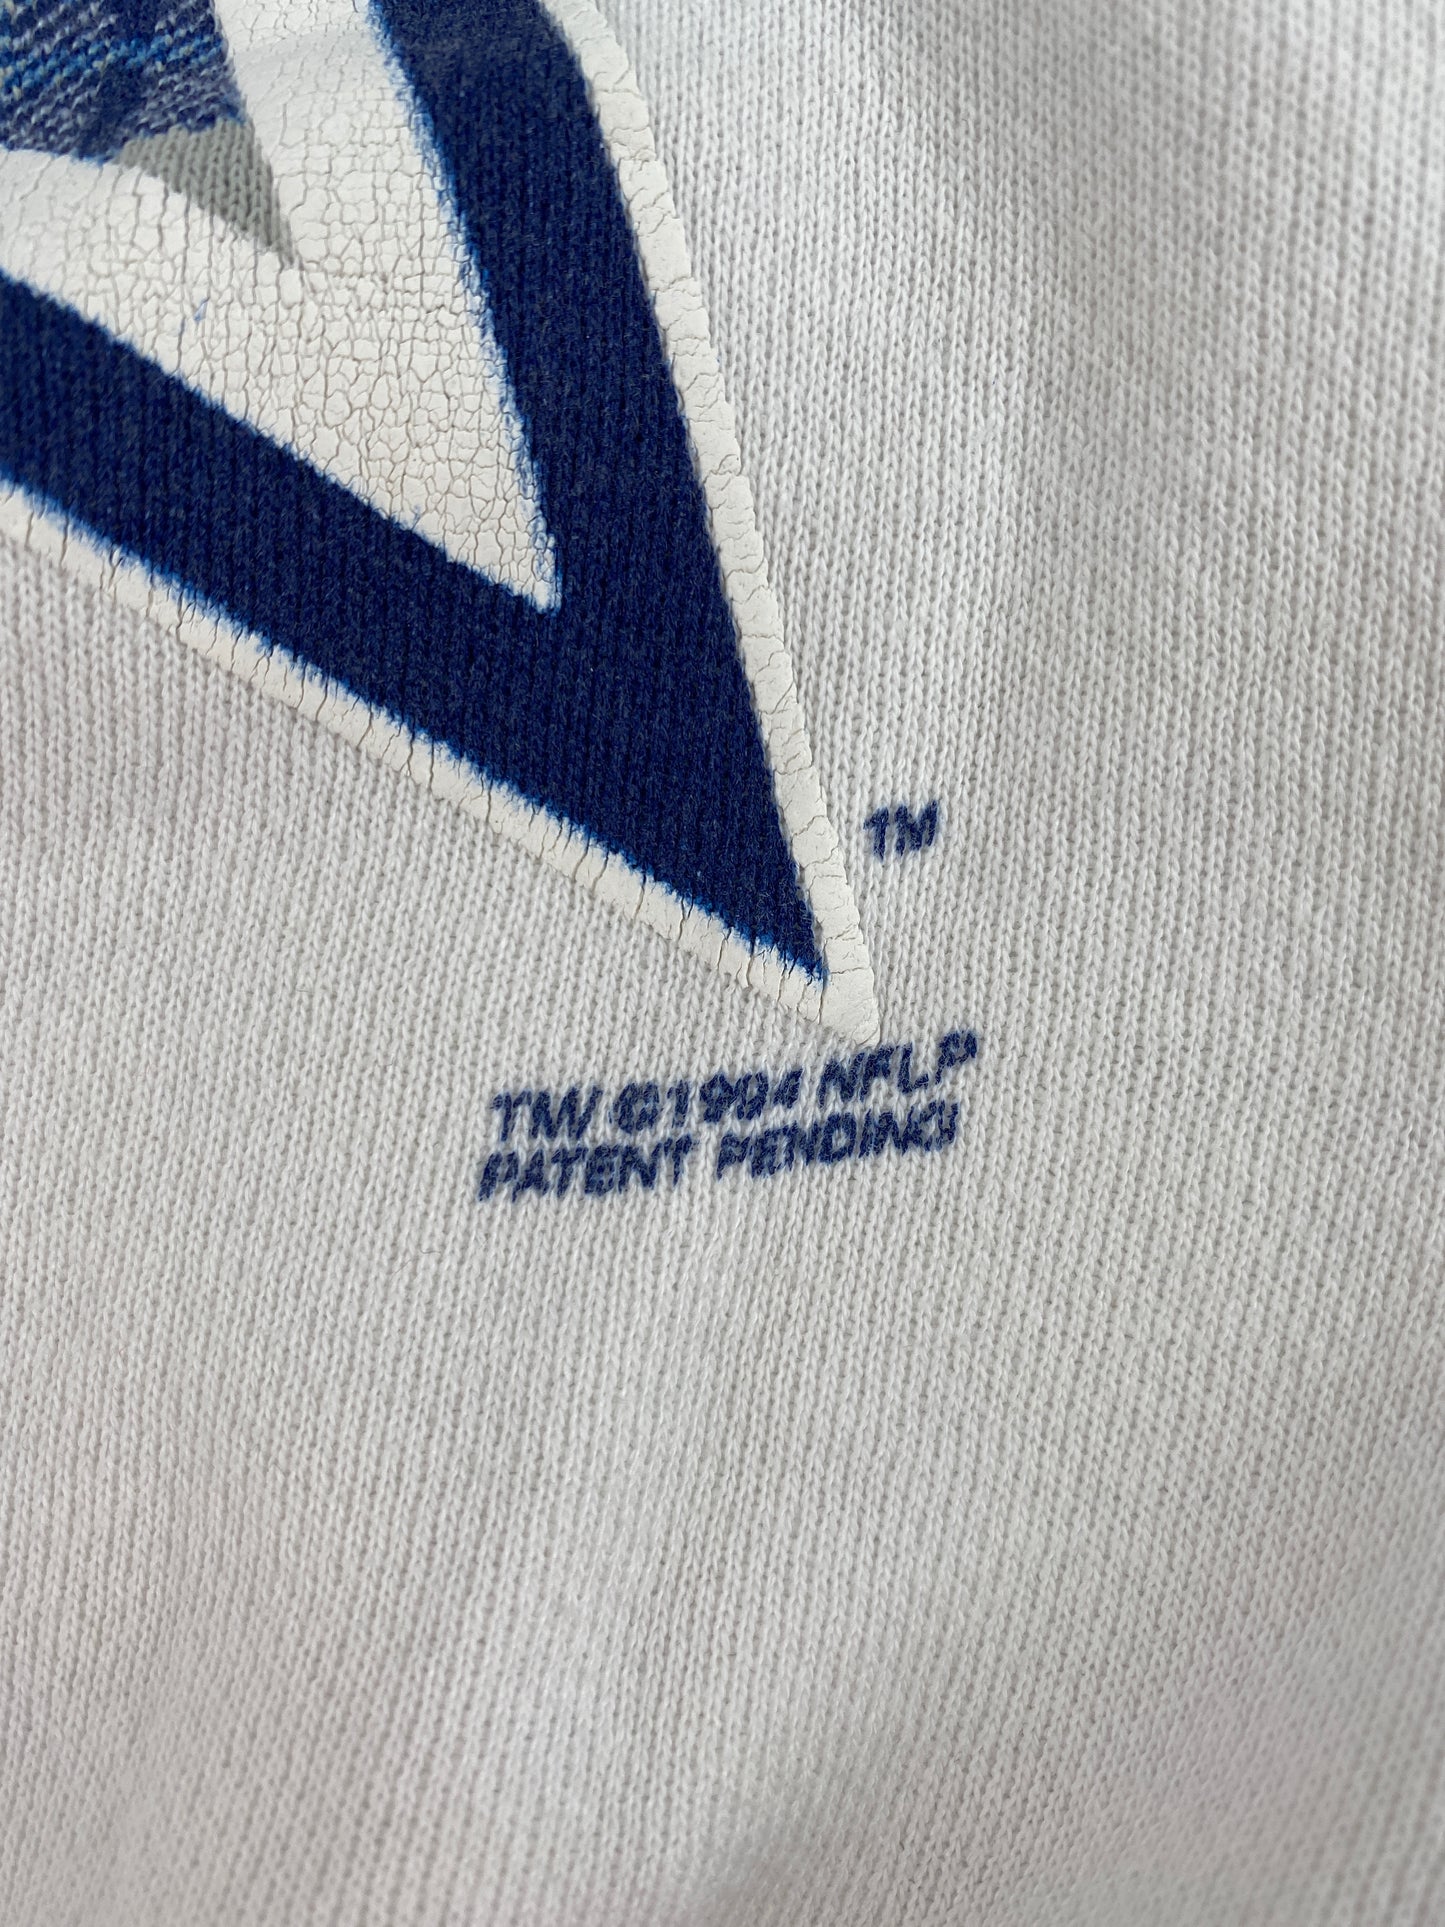 TM
TM/©1994 NFLP
PATENT PENDING